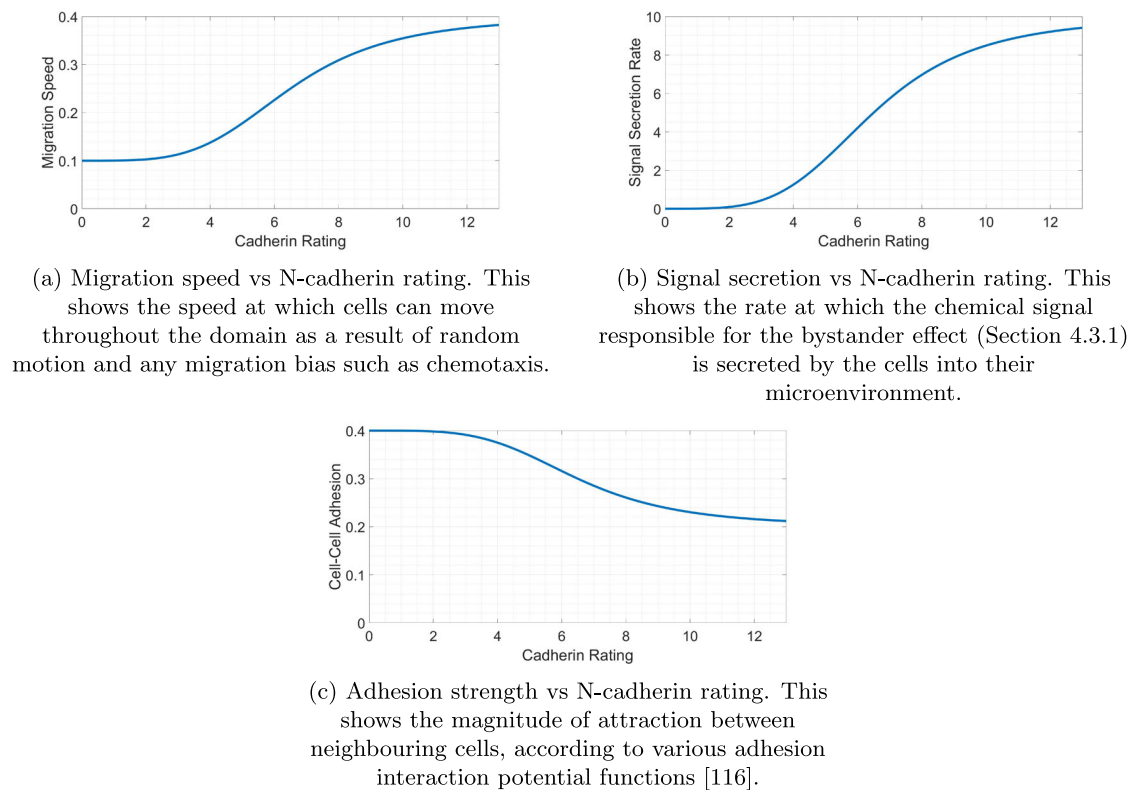 0.4
0.3
0.2
0.1
0
Migration Speed
0 2 4 6 8 10 12
Cadherin Rating
(a) Migration speed vs N-cadherin rating. This
shows the speed at which cells can move
throughout the domain as a result of random
motion and any migration bias such as chemotaxis.
10
8
6
4
2
0
Signal Secretion Rate
0 2 4 6 8 10 12
Cadherin Rating
(b) Signal secretion vs N-cadherin rating. This
shows the rate at which the chemical signal
responsible for the bystander effect (Section 4.3.1)
is secreted by the cells into their
microenvironment.
0.4
0.3
0.2
0.1
0
Cell-Cell Adhesion
0 2 4 6 8 10 12
Cadherin Rating
(c) Adhesion strength vs N-cadherin rating. This
shows the magnitude of attraction between
neighbouring cells, according to various adhesion
interaction potential functions [116].